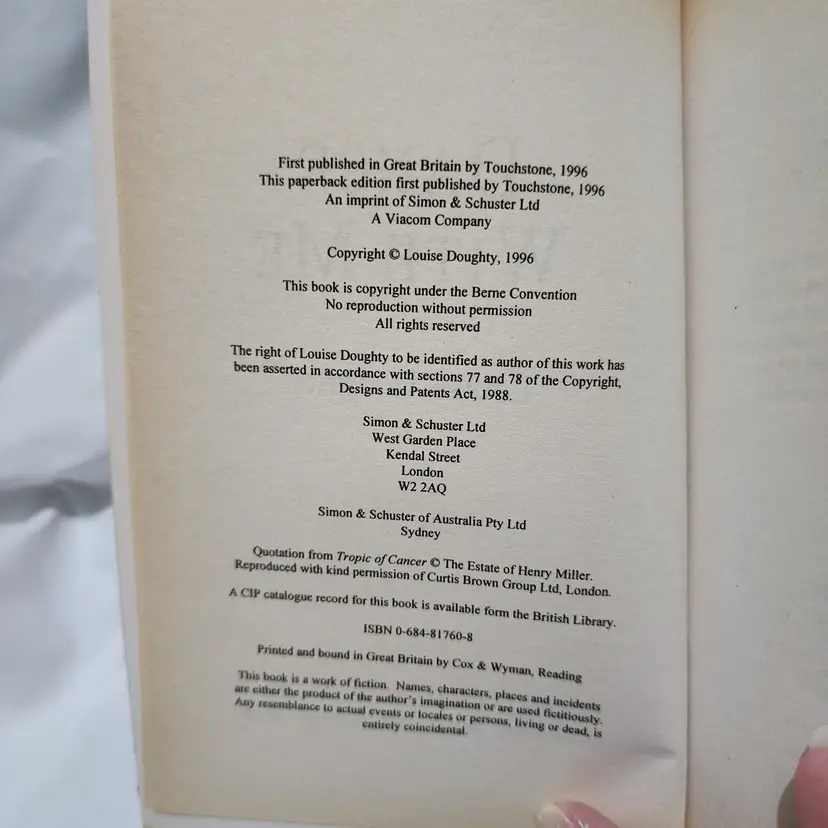 First published in Great Britain by Touchstone, 1996
This paperback edition first published by Touchstone, 1996
An imprint of Simon & Schuster Ltd
A Viacom Company
Copyright © Louise Doughty, 1996
This book is copyright under the Berne Convention
No reproduction without permission
All rights reserved
The right of Louise Doughty to be identified as author of this work has
been asserted in accordance with sections 77 and 78 of the Copyright,
Designs and Patents Act, 1988.
Simon & Schuster Ltd
West Garden Place
Kendal Street
London
W2 2AQ
Simon & Schuster of Australia Pty Ltd
Sydney
Quotation from Tropic of Cancer © The Estate of Henry Miller.
Reproduced with kind permission of Curtis Brown Group Ltd, London.
A CIP catalogue record for this book is available form the British Library.
ISBN 0-684-81760-8
Printed and bound in Great Britain by Cox & Wyman, Reading
This book is a work of fiction. Names, characters, places and incidents
are either the product of the author's imagination or are used fictitiously.
Any resemblance to actual events or locales or persons, living or dead, is
entirely coincidental.